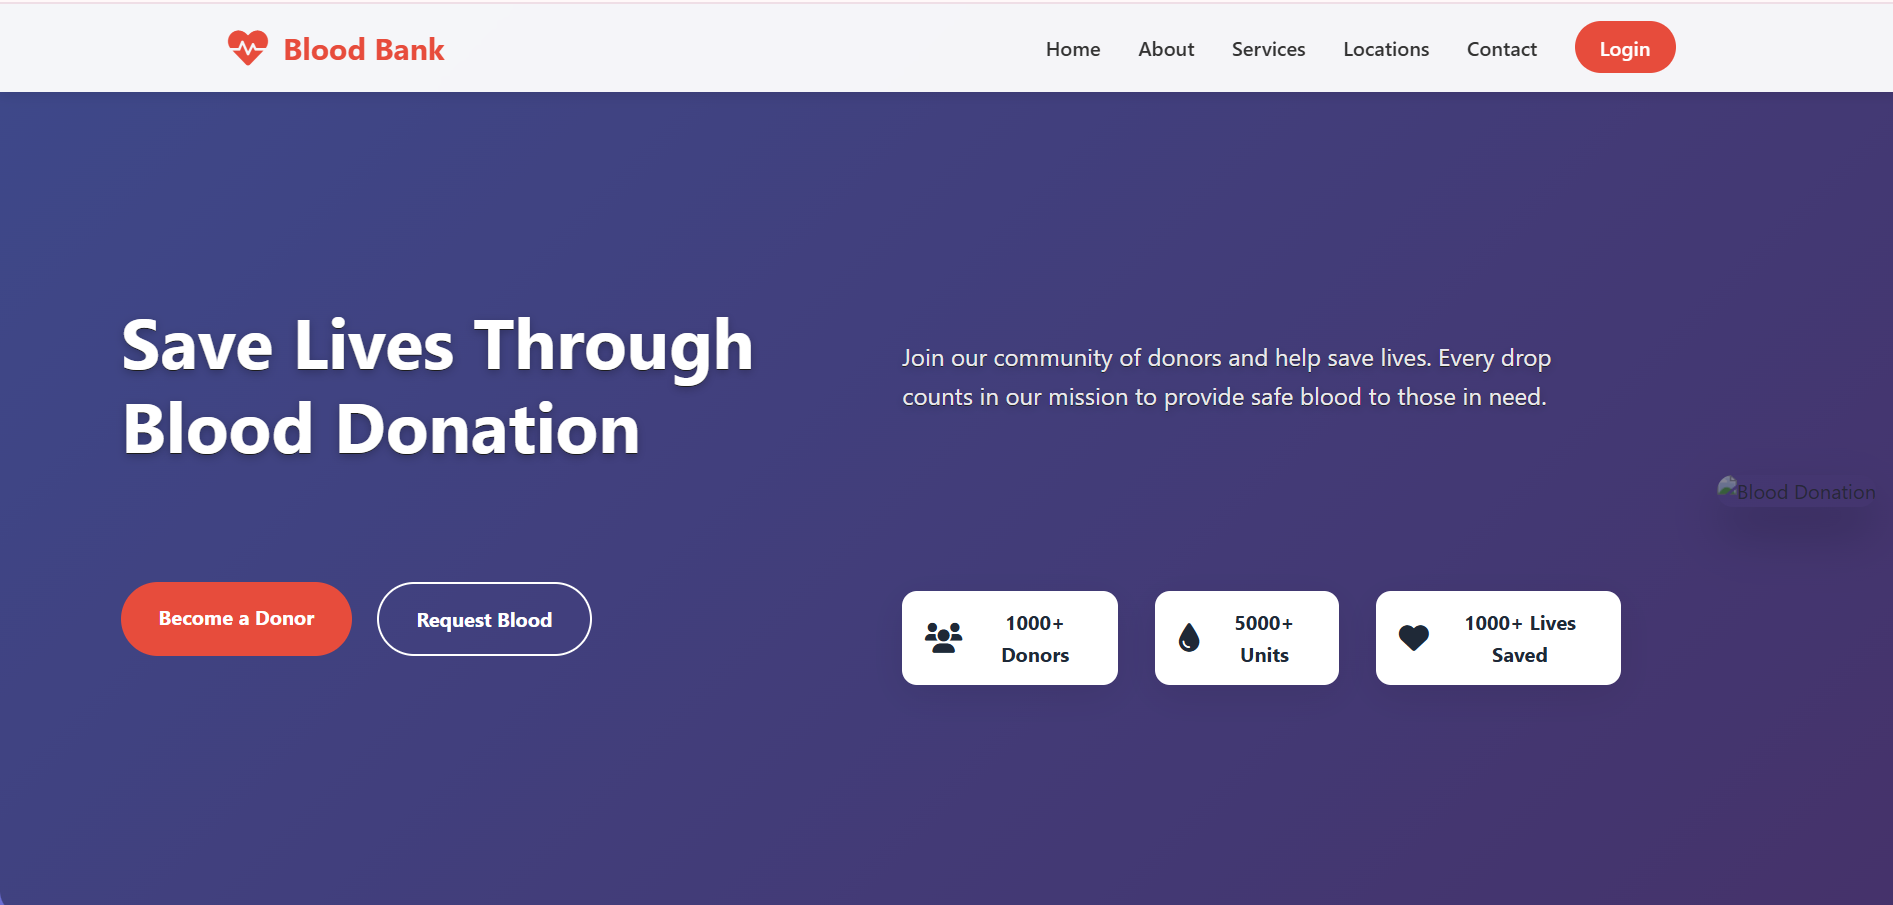 Blood Bank
Home
About
Services
Locations
Contact
Login
Save Lives Through
Blood Donation
Join our community of donors and help save lives. Every drop
counts in our mission to provide safe blood to those in need.
Blood Donation
Become a Donor
Request Blood
1000+
Donors
5000+
Units
1000+ Lives
Saved